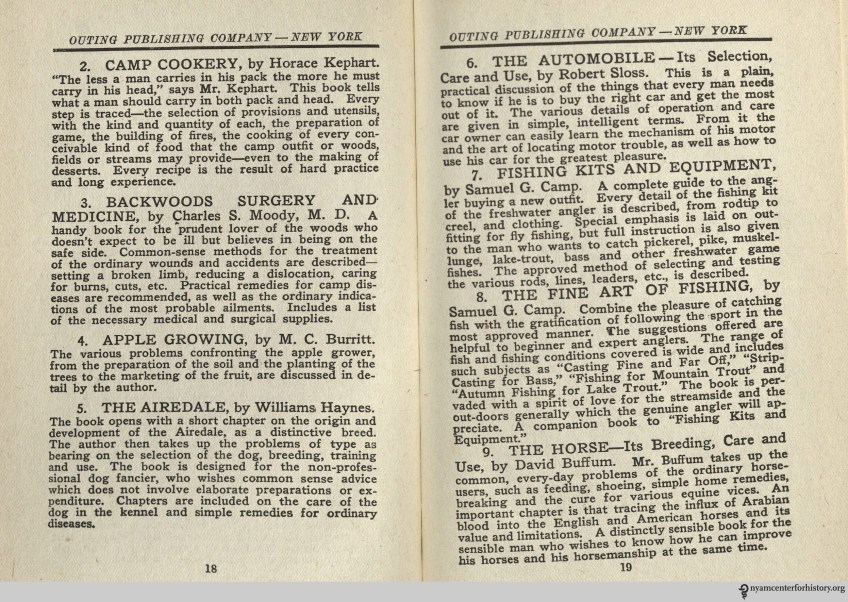 OUTING PUBLISHING COMPANY — NEW YORK
2. CAMP COOKERY, by Horace Kephart.
"The less a man carries in his pack the more he must
carry in his head," says Mr. Kephart. This book tells
what a man should carry in both pack and head. Every
step is traced—the selection of provisions and utensils,
with the kind and quantity of each, the preparation of
game, the building of fires, the cooking of every con-
ceivable kind of food that the camp outfit or woods,
fields or streams may provide—even to the making of
desserts. Every recipe is the result of hard practice
and long experience.
3. BACKWOODS SURGERY AND
MEDICINE, by Charles S. Moody, M. D. A
handy book for the prudent lover of the woods who
doesn't expect to be ill but believes in being on the
safe side. Common-sense methods for the treatment
of the ordinary wounds and accidents are described—
setting a broken limb, reducing a dislocation, caring
for burns, cuts, etc. Practical remedies for camp dis-
eases are recommended, as well as the ordinary indica-
tions of the most probable ailments. Includes a list
of the necessary medical and surgical supplies.
4. APPLE GROWING, by M. C. Burritt.
The various problems confronting the apple grower,
from the preparation of the soil and the planting of the
trees to the marketing of the fruit, are discussed in de-
tail by the author.
5. THE AIREDALE, by Williams Haynes.
The book opens with a short chapter on the origin and
development of the Airedale, as a distinctive breed.
The author then takes up the problems of type as
bearing on the selection of the dog, breeding, training
and use. The book is designed for the non-profes-
sional dog fancier, who wishes common sense advice
which does not involve elaborate preparations or ex-
penditure. Chapters are included on the care of the
dog in the kennel and simple remedies for ordinary
diseases.
18
OUTING PUBLISHING COMPANY — NEW YORK
6. THE AUTOMOBILE — Its Selection,
Care and Use, by Robert Sloss. This is a plain,
practical discussion of the things that every man needs
to know if he is to buy the right car and get the most
out of it. The various details of operation and care
are given in simple, intelligent terms. From it the
car owner can easily learn the mechanism of his motor
and the art of locating motor trouble, as well as how to
use his car for the greatest pleasure.
7. FISHING KITS AND EQUIPMENT,
by Samuel G. Camp. A complete guide to the ang-
ler buying a new outfit. Every detail of the fishing kit
of the freshwater angler is described, from rodtip to
creel, and clothing. Special emphasis is laid on out-
fitting for fly fishing, but full instruction is also given
to the man who wants to catch pickerel, pike, muskel-
lunge, lake-trout, bass and other freshwater game
fishes. The approved method of selecting and testing
the various rods, lines, leaders, etc., is described.
8. THE FINE ART OF FISHING, by
Samuel G. Camp. Combine the pleasure of catching
fish with the gratification of following the sport in the
most approved manner. The suggestions offered are
helpful to beginner and expert anglers. The range of
fish and fishing conditions covered is wide and includes
such subjects as "Casting Fine and Far Off," "Strip-
Casting for Bass," "Fishing for Mountain Trout" and
"Autumn Fishing for Lake Trout." The book is per-
vaded with a spirit of love for the streamside and the
out-doors generally which the genuine angler will ap-
preciate. A companion book to "Fishing Kits and
Equipment."
9. THE HORSE—Its Breeding, Care and
Use, by David Buffum. Mr. Buffum takes up the
common, every-day problems of the ordinary horse-
users, such as feeding, shoeing, simple home remedies,
breaking and the cure for various equine vices. An
important chapter is that tracing the influx of Arabian
blood into the English and American horses and its
value and limitations. A distinctly sensible book for the
sensible man who wishes to know how he can improve
his horses and his horsemanship at the same time.
19
nyamcenterforhistory.org